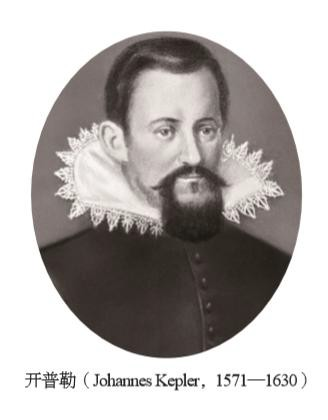 开普勒（Johannes Kepler，1571—1630）